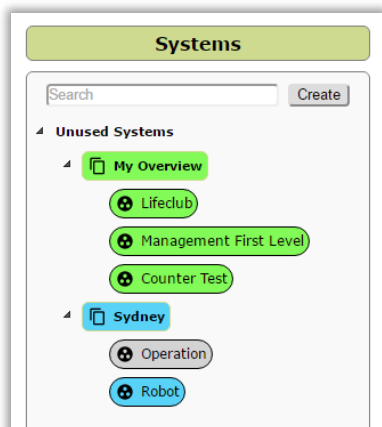 Systems
Search
Create
Unused Systems
My Overview
Lifeclub
Management First Level
Counter Test
Sydney
Operation
Robot